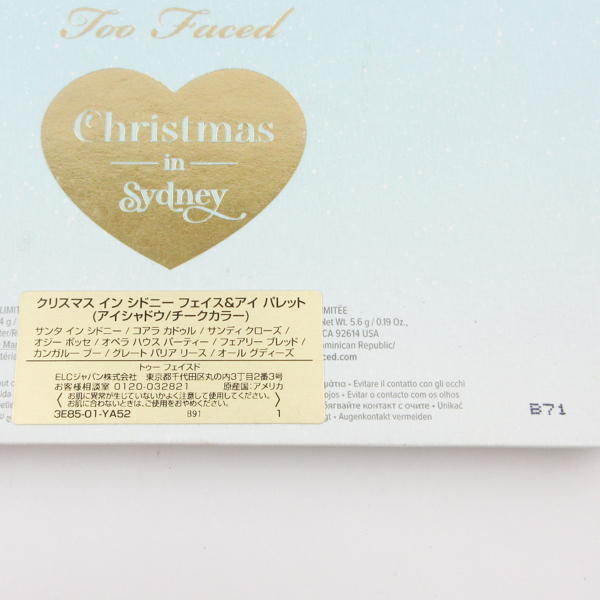 Too Faced
Christmas
in
Sydney
クリスマス イン シドニー フェイス&アイ パレット
(アイシャドウ/チークカラー)
サンタ イン シドニー / コアラ カドゥル / サンディ クローズ /
オジー ポッセ / オペラ ハウス パーティー / フェアリー ブレッド /
カンガルー ブー / グレート バリア リース / オール グディーズ
トゥー フェイスド
ELCジャパン株式会社 東京都千代田区丸の内3丁目2番3号
お客様相談室 0120-032821 原産国:アメリカ
お肌に異常が生じていないかよく注意して使用してください。
お肌に合わないときは、ご使用をおやめください。
3E85-01-YA52 B91 1
LIMITÉE
Net Wt. 5.6 g / 0.19 Oz.,
CA 92614 USA
Dominican Republic/
Evitare il contatto con gli occhi
• Evitar o contacto com os olhos
контакт с очите •
• Augenkontakt vermeiden
B71